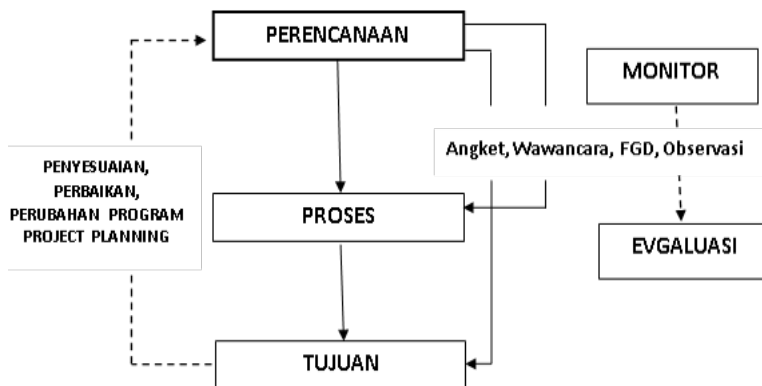 PERENCANAAN
MONITOR
Angket, Wawancara, FGD, Observasi
PENYESUAIAN,
PERBAIKAN,
PERUBAHAN PROGRAM
PROJECT PLANNING
PROSES
EVGALUASI
TUJUAN